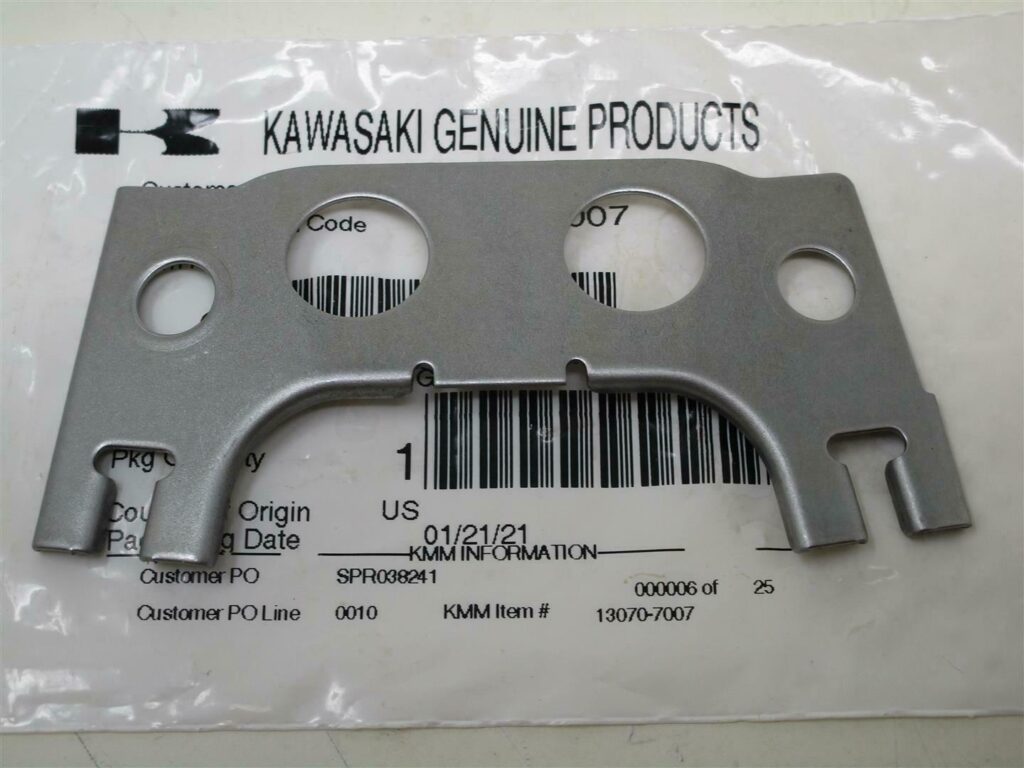 KAWASAKI GENUINE PRODUCTS
Code 007
G
Pkg
1
Origin US
Date 01/21/21
KMM INFORMATION
Customer PO SPR038241 000006 of 25
Customer PO Line 0010 KMM Item # 13070-7007